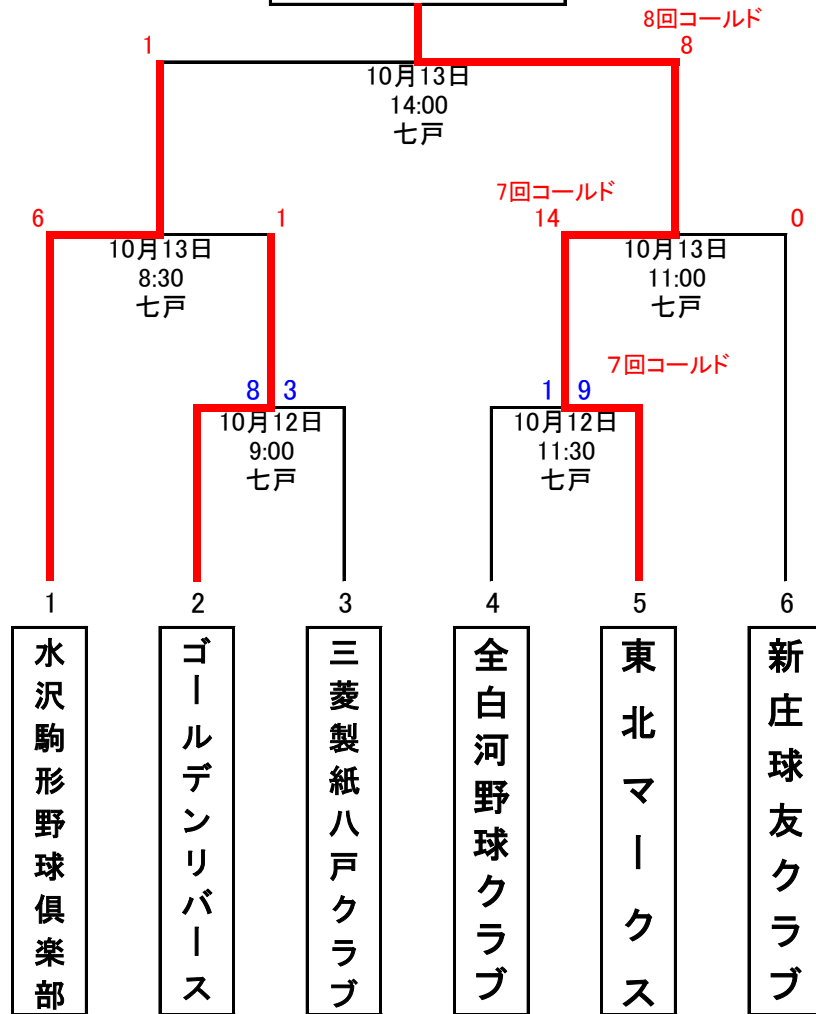 8回コールド
1
8
10月13日
14:00
七戸
7回コールド
6
1
14
0
10月13日
8:30
七戸
10月13日
11:00
七戸
7回コールド
8
3
1
9
10月12日
9:00
七戸
10月12日
11:30
七戸
1
2
3
4
5
6
水沢駒形野球倶楽部
ゴールデンリバース
三菱製紙八戸クラブ
全白河野球クラブ
東北マークス
新庄球友クラブ